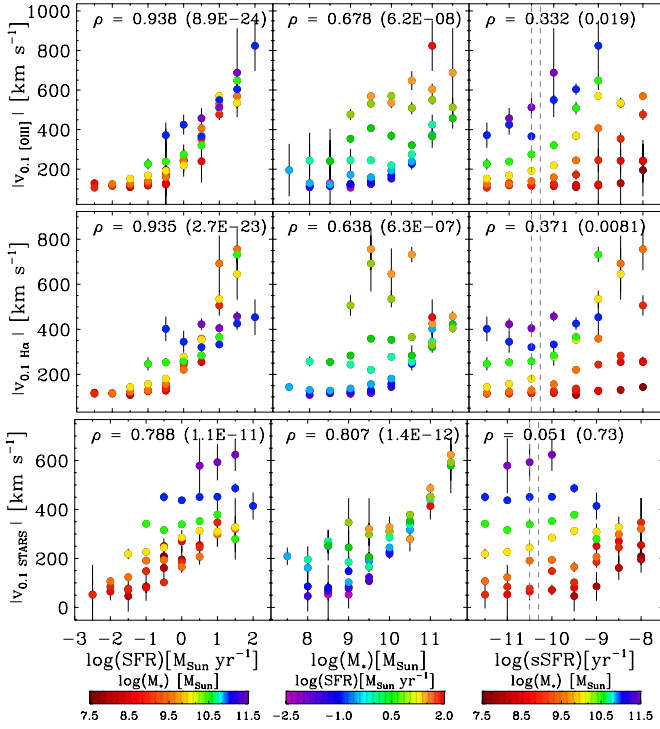 ρ = 0.938 (8.9E−24)
ρ = 0.678 (6.2E−08)
ρ = 0.332 (0.019)
|v0.1 [OIII]| [km s−1]
1000
800
600
400
200
ρ = 0.935 (2.7E−23)
ρ = 0.638 (6.3E−07)
ρ = 0.371 (0.0081)
|v0.1 Hα| [km s−1]
800
600
400
200
ρ = 0.788 (1.1E−11)
ρ = 0.807 (1.4E−12)
ρ = 0.051 (0.73)
|v0.1 STARS| [km s−1]
600
400
200
0
−3 −2 −1 0 1 2
8 9 10 11
−11 −10 −9 −8
log(SFR)[MSun yr−1]
log(M*)[MSun]
log(sSFR)[yr−1]
log(M*) [MSun]
log(SFR)[MSun yr−1]
log(M*) [MSun]
7.5 8.5 9.5 10.5 11.5
−2.5 −1.0 0.5 2.0
7.5 8.5 9.5 10.5 11.5